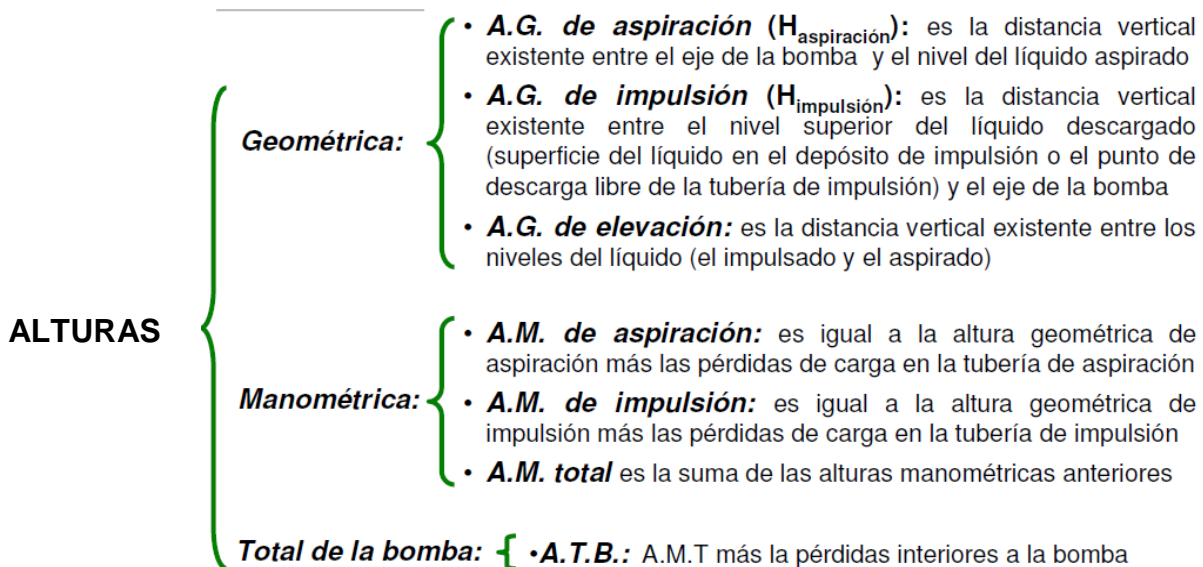 • A.G. de aspiración (Haspiración): es la distancia vertical
existente entre el eje de la bomba y el nivel del líquido aspirado
• A.G. de impulsión (Himpulsión): es la distancia vertical
existente entre el nivel superior del líquido descargado
(superficie del líquido en el depósito de impulsión o el punto de
descarga libre de la tubería de impulsión) y el eje de la bomba
Geométrica:
• A.G. de elevación: es la distancia vertical existente entre los
niveles del líquido (el impulsado y el aspirado)
ALTURAS
• A.M. de aspiración: es igual a la altura geométrica de
aspiración más las pérdidas de carga en la tubería de aspiración
Manométrica:
• A.M. de impulsión: es igual a la altura geométrica de
impulsión más las pérdidas de carga en la tubería de impulsión
• A.M. total es la suma de las alturas manométricas anteriores
Total de la bomba: •A.T.B.: A.M.T más la pérdidas interiores a la bomba